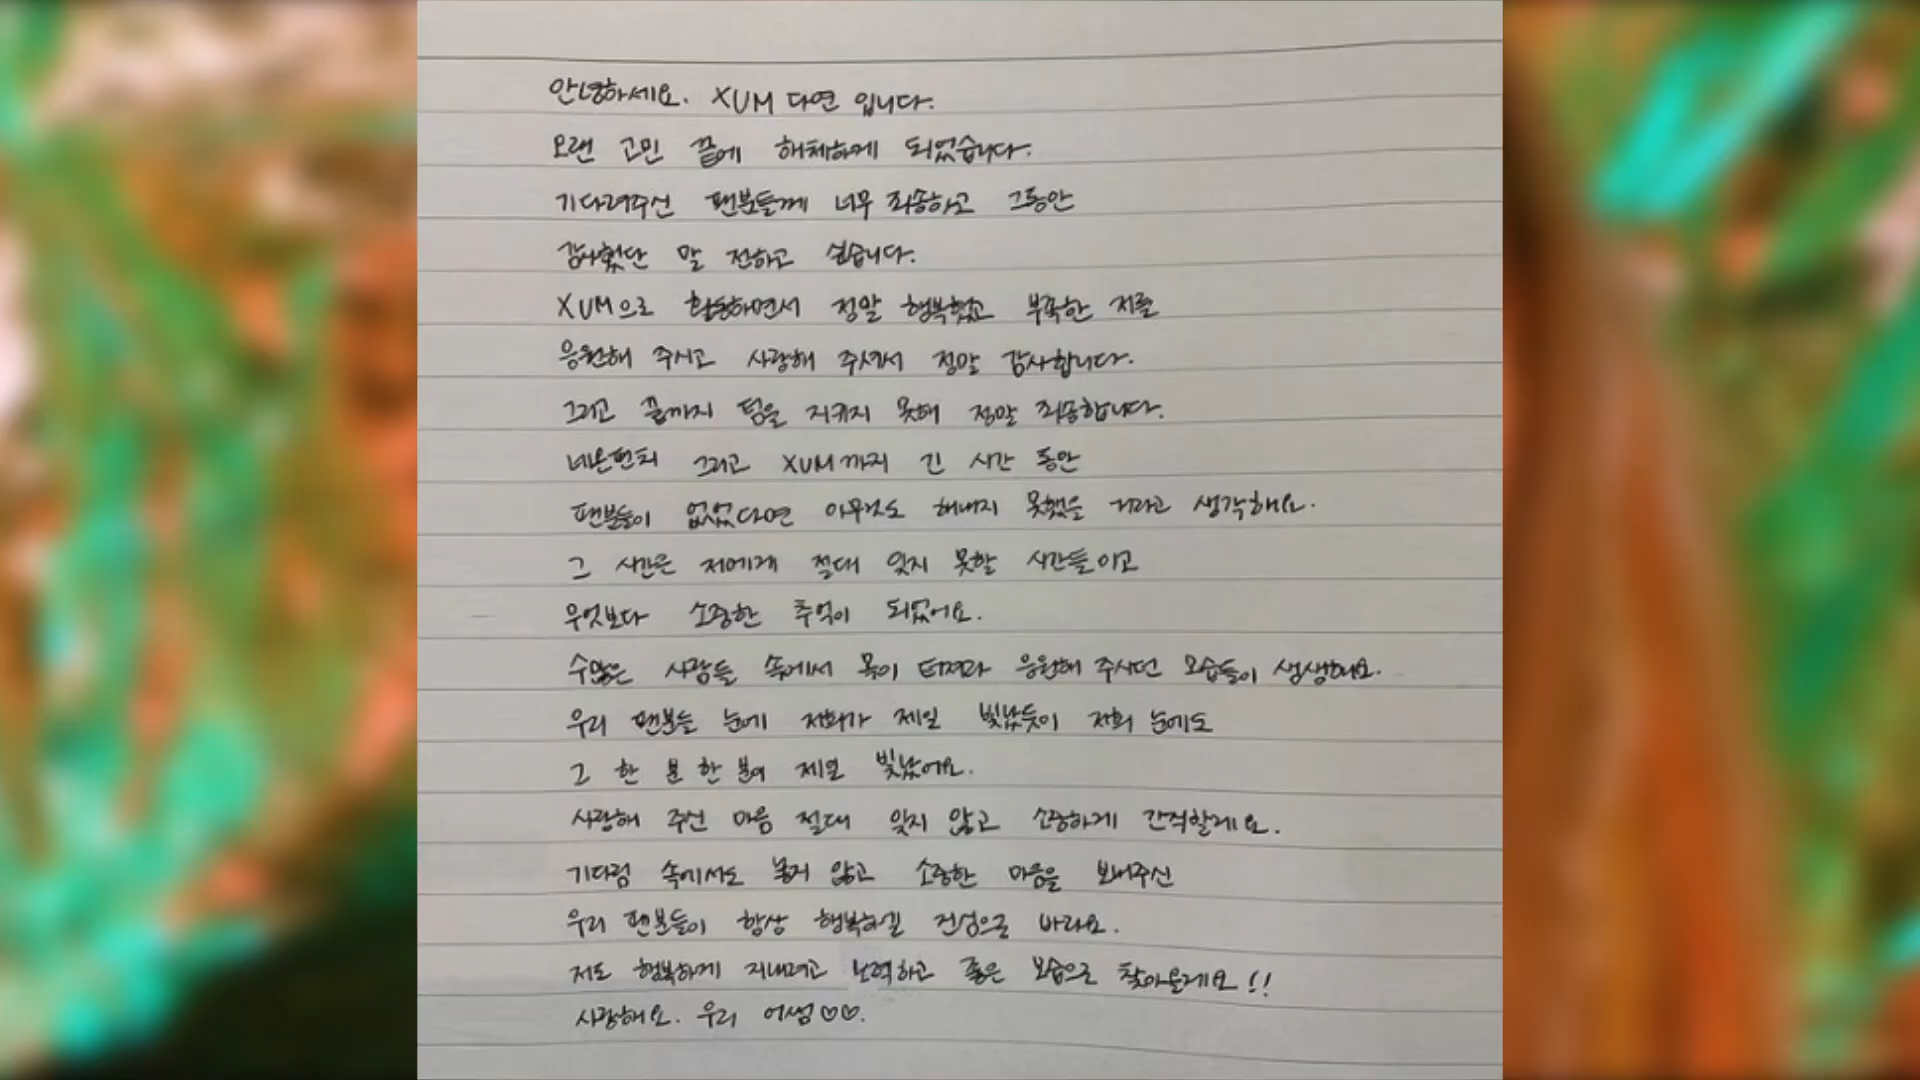 안녕하세요. XUM 다연 입니다.
오랜 고민 끝에 해체하게 되었습니다.
기다려주신 팬분들께 너무 죄송하고 그동안
감사했단 말 전하고 싶습니다.
XUM으로 활동하면서 정말 행복했고 부족한 저를
응원해 주시고 사랑해 주셔서 정말 감사합니다.
그리고 끝까지 팀을 지키지 못해 정말 죄송합니다.
네온펀치 그리고 XUM까지 긴 시간 동안
팬분들이 없었다면 아무것도 해내지 못했을 거라고 생각해요.
그 시간은 저에게 절대 잊지 못할 시간들이고
무엇보다 소중한 추억이 되었어요.
수많은 사람들 속에서 목이 터져라 응원해 주시던 모습들이 생생해요.
우리 팬분들 눈에 저희가 제일 빛났듯이 저희 눈에도
그 한 분 한 분이 제일 빛났어요.
사랑해 주신 마음 절대 잊지 않고 소중하게 간직할게요.
기다림 속에서도 놓지 않고 소중한 마음을 보내주신
우리 팬분들이 항상 행복하길 진심으로 바라요.
저도 행복하게 지내려고 노력하고 좋은 모습으로 찾아올게요!!
사랑해요. 우리 어썸♡♡.